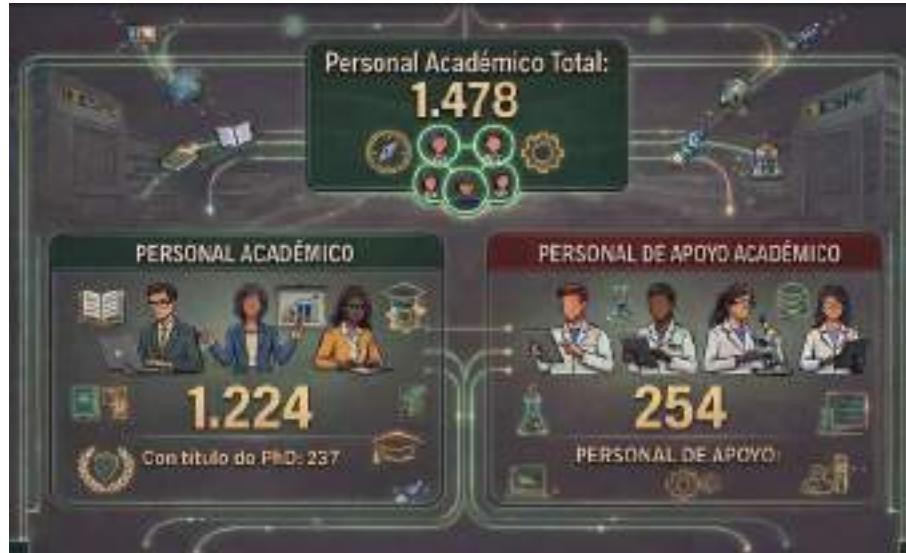 Personal Académico Total:
1.478
PERSONAL ACADÉMICO
1.224
Con título de PhD: 237
PERSONAL DE APOYO ACADÉMICO
254
PERSONAL DE APOYO